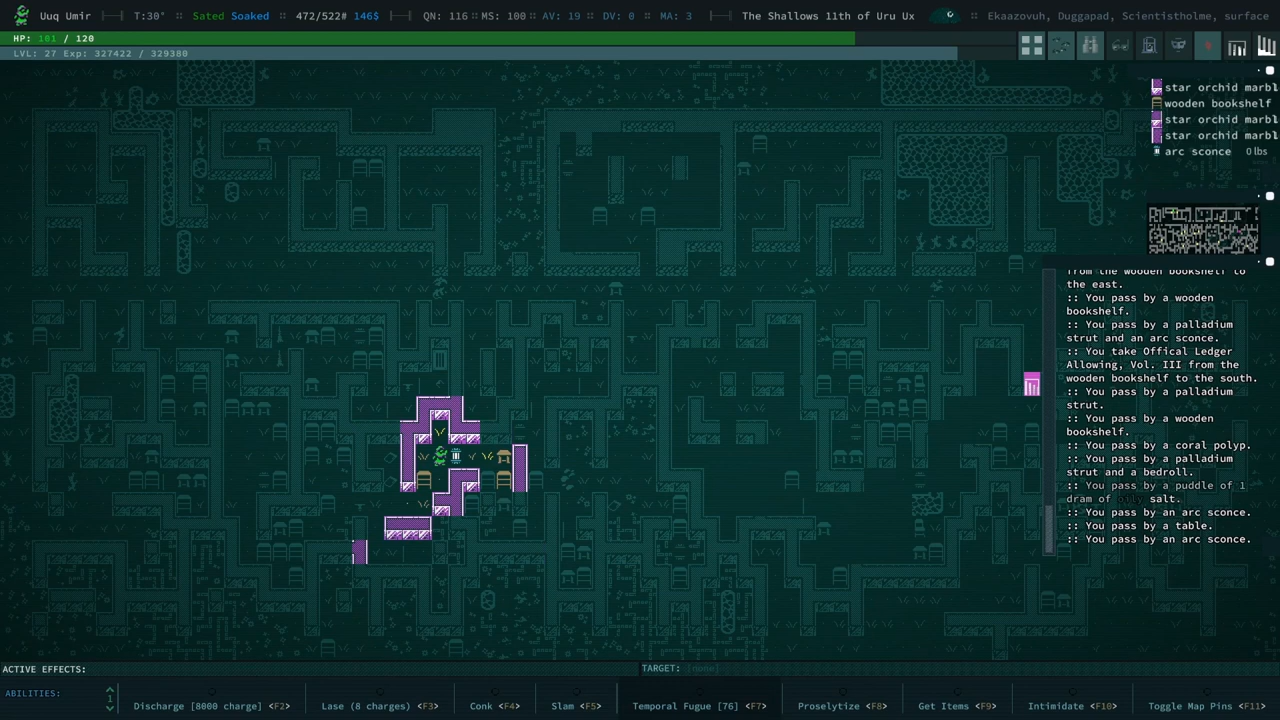 Uuq Umir
T:30° :: Sated Soaked :: 472/522# 146$
QN: 116 :: MS: 100 :: AV: 19 :: DV: 0 :: MA: 3
The Shallows 11th of Uru Ux
Ekaazovuh, Duggapad, Scientistholme, surface
HP: 101 / 120
LVL: 27 Exp: 327422 / 329380
star orchid marbl
wooden bookshelf
star orchid marbl
star orchid marbl
arc sconce 0 lbs
from the wooden bookshelf to
the east.
:: You pass by a wooden
bookshelf.
:: You pass by a palladium
strut and an arc sconce.
:: You take Offical Ledger
Allowing, Vol. III from the
wooden bookshelf to the south.
:: You pass by a palladium
strut.
:: You pass by a wooden
bookshelf.
:: You pass by a coral polyp.
:: You pass by a palladium
strut and a bedroll.
:: You pass by a puddle of 1
dram of oily salt.
:: You pass by an arc sconce.
:: You pass by a table.
:: You pass by an arc sconce.
ACTIVE EFFECTS:
TARGET: [none]
ABILITIES:
1
Discharge [8000 charge] <F2>
Lase (8 charges) <F3>
Conk <F4>
Slam <F5>
Temporal Fugue [76] <F7>
Proselytize <F8>
Get Items <F9>
Intimidate <F10>
Toggle Map Pins <F11>